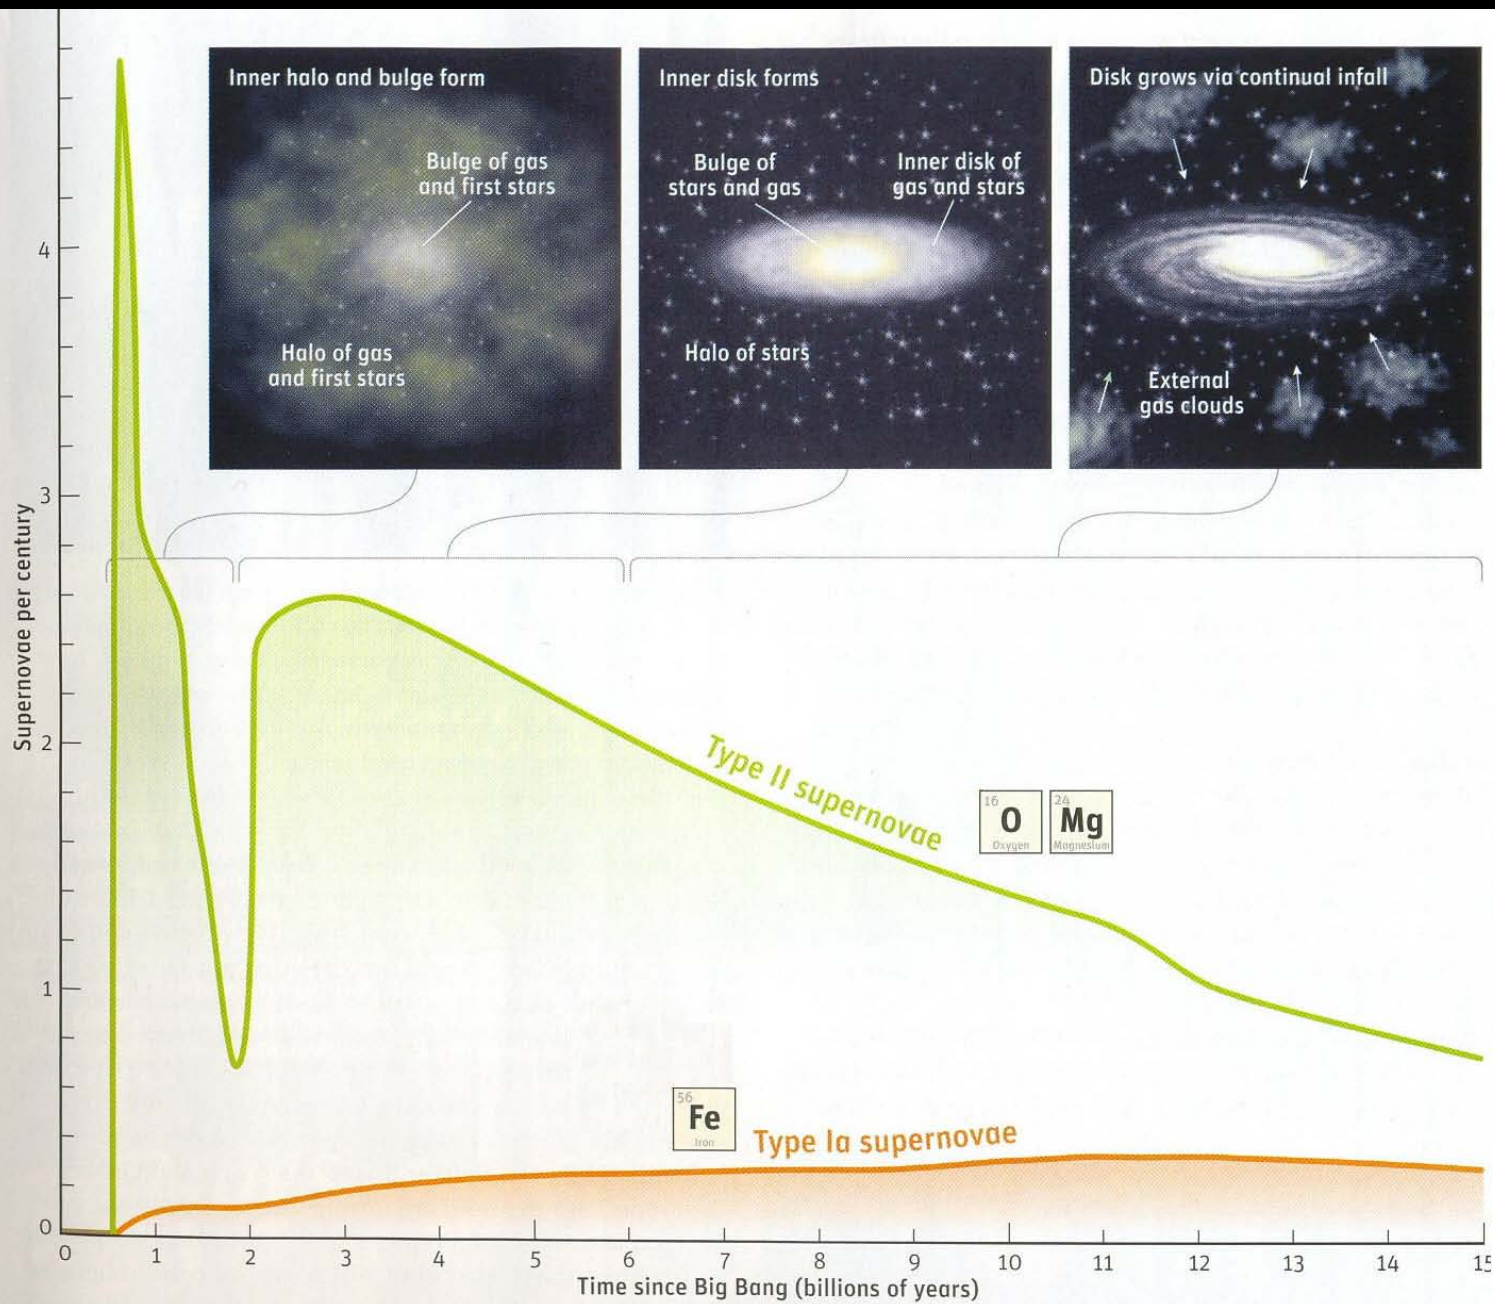 Inner halo and bulge form
Bulge of gas
and first stars
Halo of gas
and first stars
Inner disk forms
Bulge of
stars and gas
Inner disk of
gas and stars
Halo of stars
Disk grows via continual infall
External
gas clouds
Supernovae per century
4
3
2
1
0
Type II supernovae
16
O
Oxygen
24
Mg
Magnesium
56
Fe
Iron
Type Ia supernovae
0 1 2 3 4 5 6 7 8 9 10 11 12 13 14 15
Time since Big Bang (billions of years)